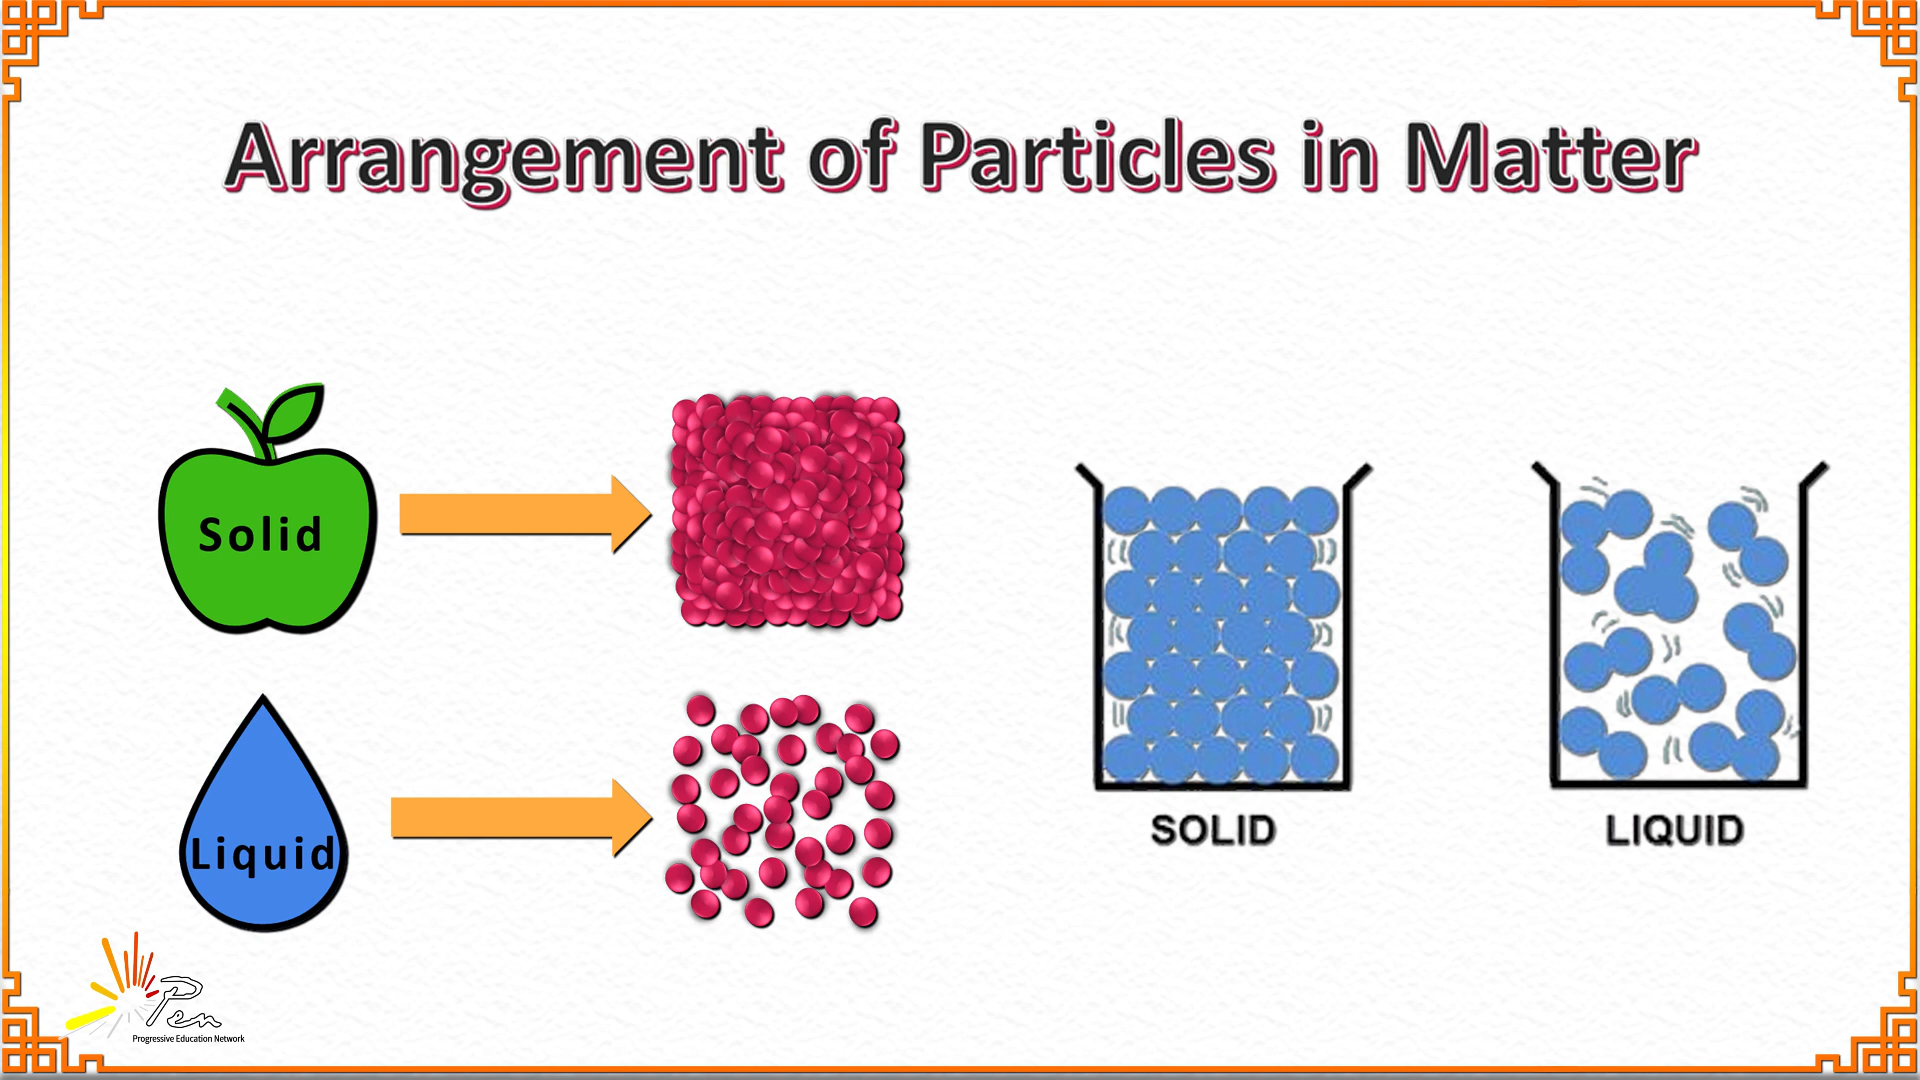 Arrangement of Particles in Matter
Solid
Liquid
SOLID
LIQUID
Pen
Progressive Education Network